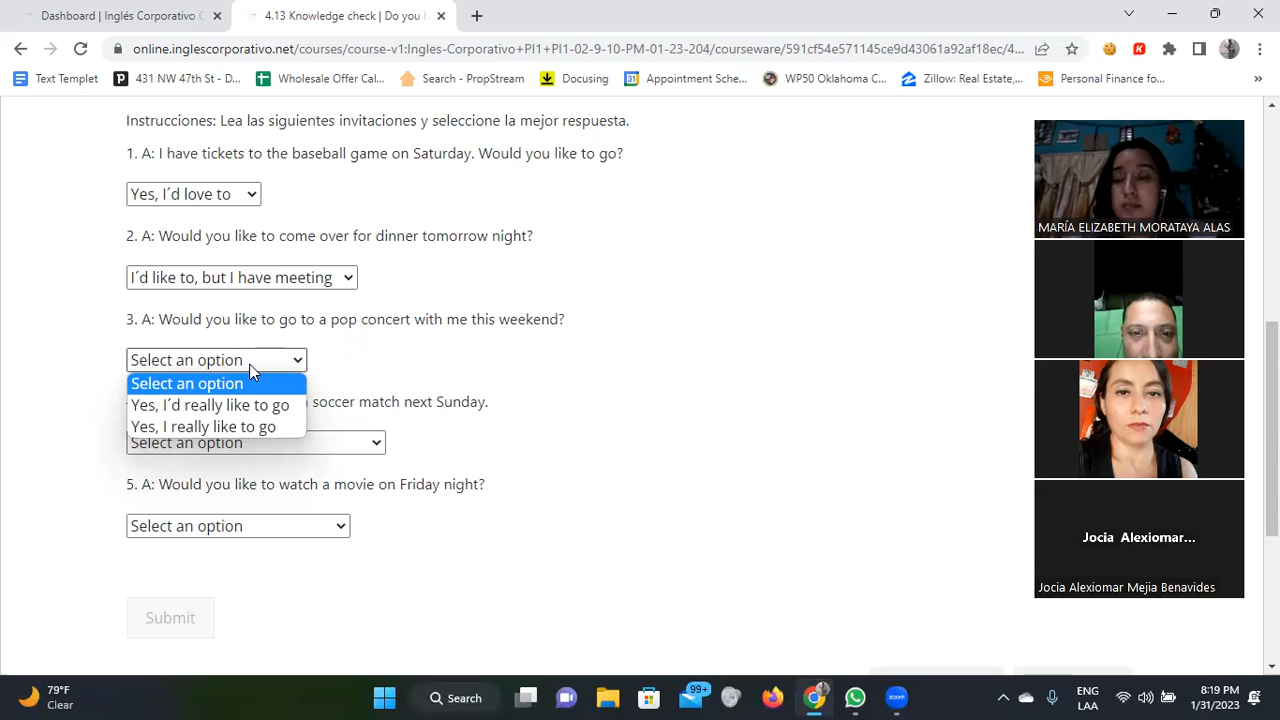 Dashboard | Inglés Corporativo C
4.13 Knowledge check | Do you l
online.inglescorporativo.net/courses/course-v1:Ingles-Corporativo+PI1+PI1-02-9-10-PM-01-23-204/courseware/591cf54e571145ce9d43061a92af18ec/4...
Text Templet
431 NW 47th St - D...
Wholesale Offer Cal...
Search - PropStream
Docusing
31 Appointment Sche...
WP50 Oklahoma C...
Zillow: Real Estate,...
Personal Finance fo...
Instrucciones: Lea las siguientes invitaciones y seleccione la mejor respuesta.
1. A: I have tickets to the baseball game on Saturday. Would you like to go?
Yes, I´d love to
2. A: Would you like to come over for dinner tomorrow night?
I´d like to, but I have meeting
3. A: Would you like to go to a pop concert with me this weekend?
Select an option
Select an option
Yes, I´d really like to go
Yes, I really like to go
soccer match next Sunday.
Select an option
5. A: Would you like to watch a movie on Friday night?
Select an option
Submit
MARÍA ELIZABETH MORATAYA ALAS
Jocia Alexiomar...
Jocia Alexiomar Mejia Benavides
79°F
Clear
Search
99+
zoom
ENG
LAA
8:19 PM
1/31/2023